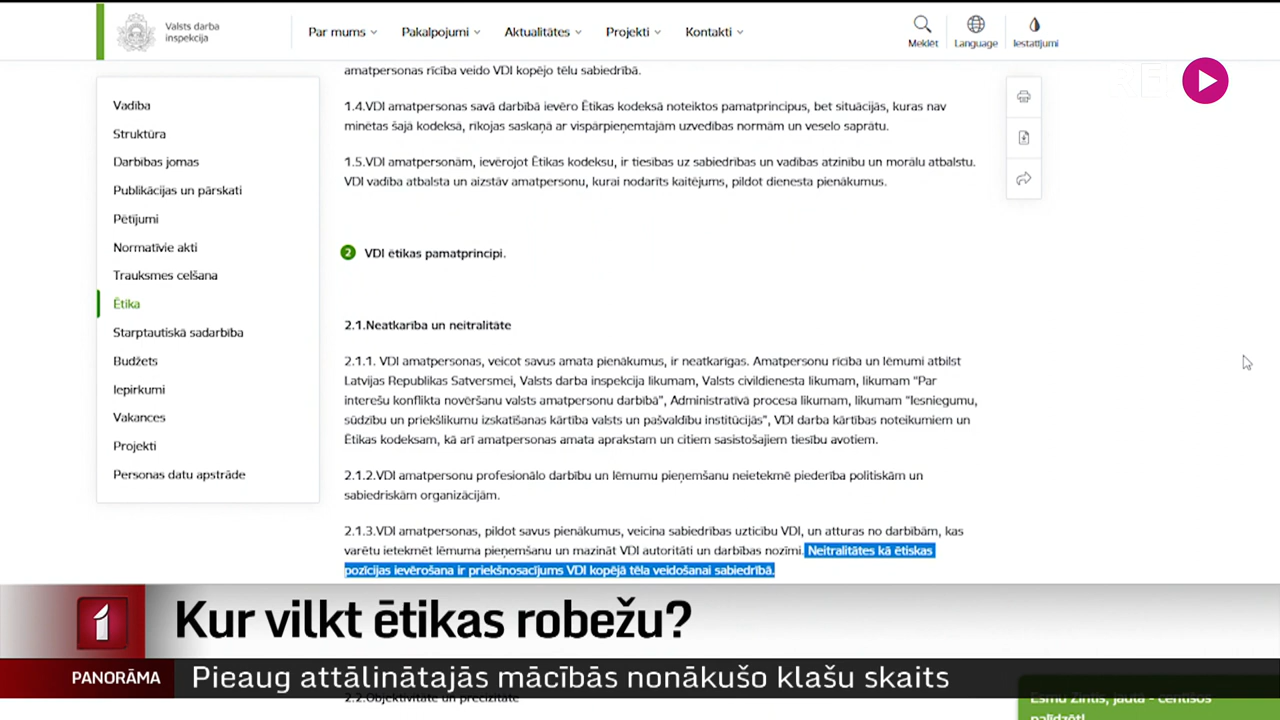 Valsts darba
inspekcija
Par mums
Pakalpojumi
Aktualitātes
Projekti
Kontakti
Meklēt
Language
Iestatījumi
Vadība
Struktūra
Darbības jomas
Publikācijas un pārskati
Pētījumi
Normatīvie akti
Trauksmes celšana
Ētika
Starptautiskā sadarbība
Budžets
Iepirkumi
Vakances
Projekti
Personas datu apstrāde
amatpersonas rīcība veido VDI kopējo tēlu sabiedrībā.
1.4.VDI amatpersonas savā darbībā ievēro Ētikas kodeksā noteiktos pamatprincipus, bet situācijās, kuras nav
minētas šajā kodeksā, rīkojas saskaņā ar vispārpieņemtajām uzvedības normām un veselo saprātu.
1.5.VDI amatpersonām, ievērojot Ētikas kodeksu, ir tiesības uz sabiedrības un vadības atzinību un morālu atbalstu.
VDI vadība atbalsta un aizstāv amatpersonu, kurai nodarīts kaitējums, pildot dienesta pienākumus.
2 VDI ētikas pamatprincipi.
2.1.Neatkarība un neitralitāte
2.1.1. VDI amatpersonas, veicot savus amata pienākumus, ir neatkarīgas. Amatpersonu rīcība un lēmumi atbilst
Latvijas Republikas Satversmei, Valsts darba inspekcija likumam, Valsts civildienesta likumam, likumam "Par
interešu konflikta novēršanu valsts amatpersonu darbībā", Administratīvā procesa likumam, likumam "Iesniegumu,
sūdzību un priekšlikumu izskatīšanas kārtība valsts un pašvaldību institūcijās", VDI darba kārtības noteikumiem un
Ētikas kodeksam, kā arī amatpersonas amata aprakstam un citiem saistošajiem tiesību avotiem.
2.1.2.VDI amatpersonu profesionālo darbību un lēmumu pieņemšanu neietekmē piederība politiskām un
sabiedriskām organizācijām.
2.1.3.VDI amatpersonas, pildot savus pienākumus, veicina sabiedrības uzticību VDI, un atturas no darbībām, kas
varētu ietekmēt lēmuma pieņemšanu un mazināt VDI autoritāti un darbības nozīmi. Neitralitātes kā ētiskas
pozīcijas ievērošana ir priekšnosacījums VDI kopējā tēla veidošanai sabiedrībā.
1
Kur vilkt ētikas robežu?
PANORĀMA
Pieaug attālinātajās mācībās nonākušo klašu skaits
2.2.Objektivitāte un precizitāte
Esmu Zintis, jautā - centīšos
palīdzēt!